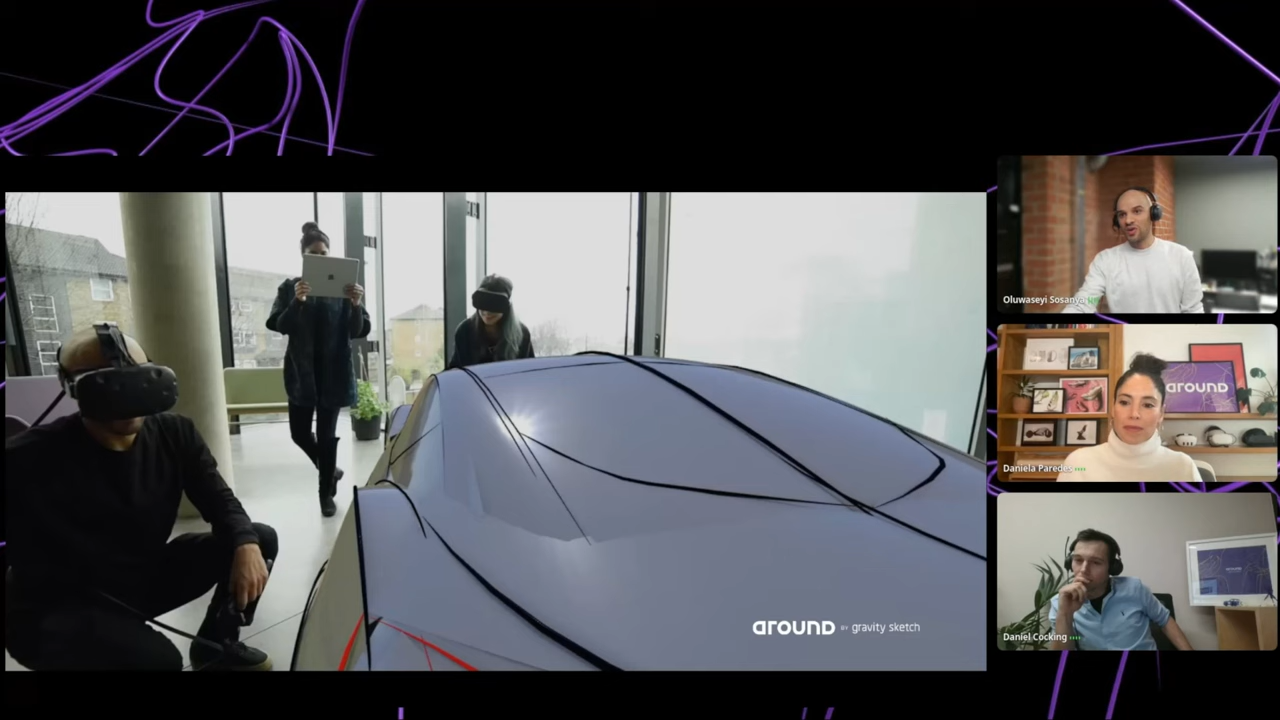 Oluwaseyi Sosanya
around
Daniela Paredes
around BY gravity sketch
Daniel Cocking